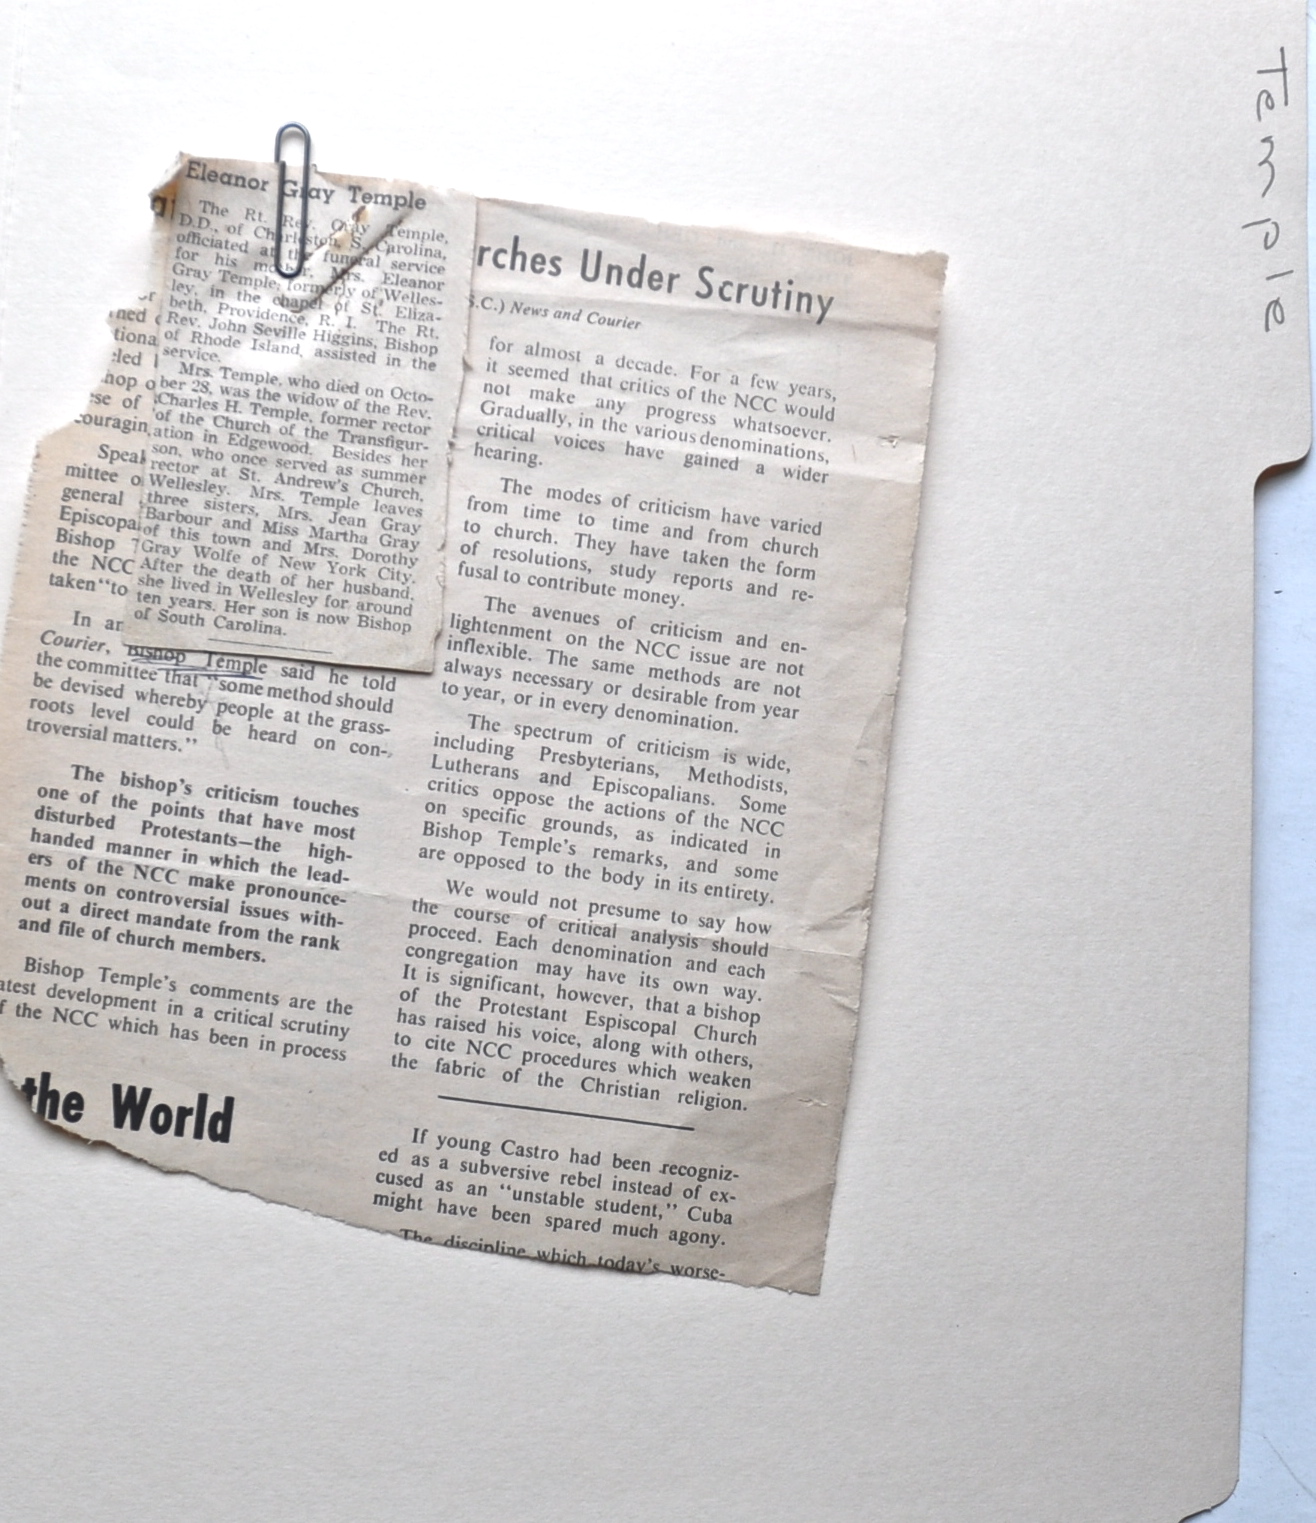 Temple
Eleanor Gray Temple
The Rt. Rev. Gray Temple,
D.D., of Charleston, S. Carolina,
officiated at the funeral service
for his mother, Mrs. Eleanor
Gray Temple, formerly of Welles-
ley, in the chapel of St. Eliza-
beth, Providence, R. I. The Rt.
Rev. John Seville Higgins, Bishop
of Rhode Island, assisted in the
service.
Mrs. Temple, who died on Octo-
ber 28, was the widow of the Rev.
Charles H. Temple, former rector
of the Church of the Transfigur-
ation in Edgewood. Besides her
son, who once served as summer
rector at St. Andrew's Church,
Wellesley. Mrs. Temple leaves
three sisters, Mrs. Jean Gray
Barbour and Miss Martha Gray
of this town and Mrs. Dorothy
Gray Wolfe of New York City.
After the death of her husband,
she lived in Wellesley for around
ten years. Her son is now Bishop
of South Carolina.
rches Under Scrutiny
S.C.) News and Courier
ned
tiona
led
hop o
se of
couragin
Speak
mittee o
general
Episcopa
Bishop
the NCC
taken "to
In an
Courier, Bishop Temple said he told
the committee that "some method should
be devised whereby people at the grass-
roots level could be heard on con-
troversial matters."
The bishop's criticism touches
one of the points that have most
disturbed Protestants—the high-
handed manner in which the lead-
ers of the NCC make pronounce-
ments on controversial issues with-
out a direct mandate from the rank
and file of church members.
Bishop Temple's comments are the
atest development in a critical scrutiny
f the NCC which has been in process
for almost a decade. For a few years,
it seemed that critics of the NCC would
not make any progress whatsoever.
Gradually, in the various denominations,
critical voices have gained a wider
hearing.
The modes of criticism have varied
from time to time and from church
to church. They have taken the form
of resolutions, study reports and re-
fusal to contribute money.
The avenues of criticism and en-
lightenment on the NCC issue are not
inflexible. The same methods are not
always necessary or desirable from year
to year, or in every denomination.
The spectrum of criticism is wide,
including Presbyterians, Methodists,
Lutherans and Episcopalians. Some
critics oppose the actions of the NCC
on specific grounds, as indicated in
Bishop Temple's remarks, and some
are opposed to the body in its entirety.
We would not presume to say how
the course of critical analysis should
proceed. Each denomination and each
congregation may have its own way.
It is significant, however, that a bishop
of the Protestant Espiscopal Church
has raised his voice, along with others,
to cite NCC procedures which weaken
the fabric of the Christian religion.
the World
If young Castro had been recogniz-
ed as a subversive rebel instead of ex-
cused as an "unstable student," Cuba
might have been spared much agony.
The discipline which today's worse-